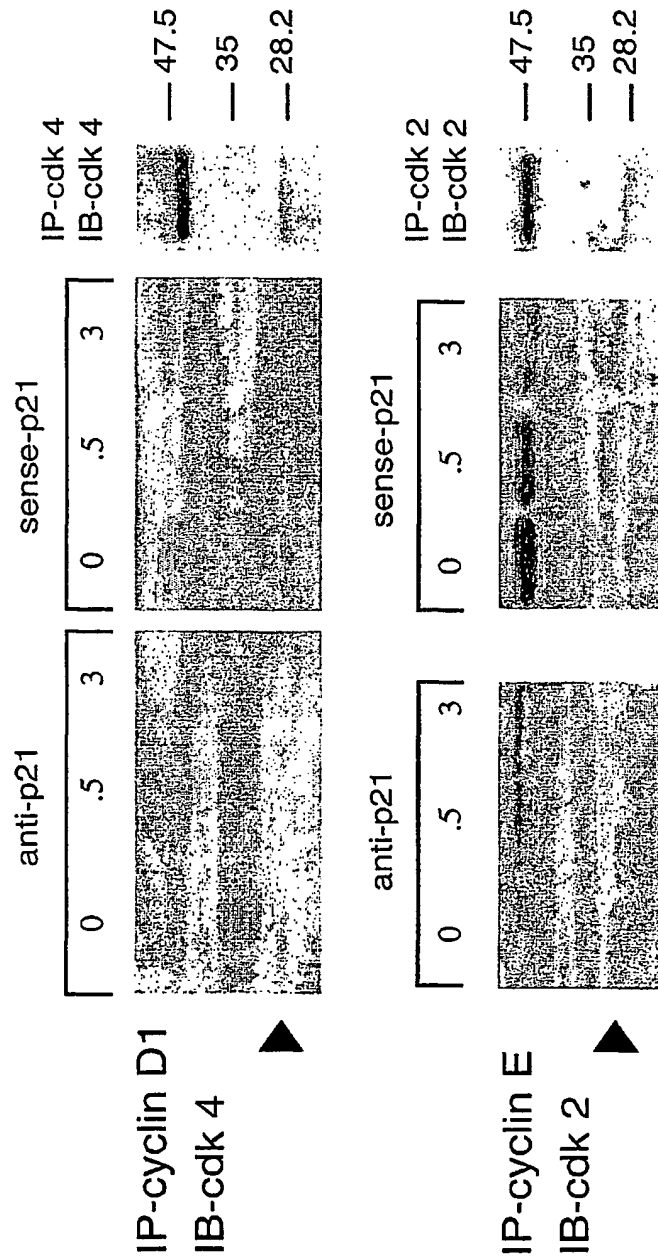 anti-p21
sense-p21
IP-cdk 4
IB-cdk 4
0 .5 3
0 .5 3
IP-cyclin D1
IB-cdk 4
47.5
35
28.2
anti-p21
sense-p21
IP-cdk 2
IB-cdk 2
0 .5 3
0 .5 3
IP-cyclin E
IB-cdk 2
47.5
35
28.2